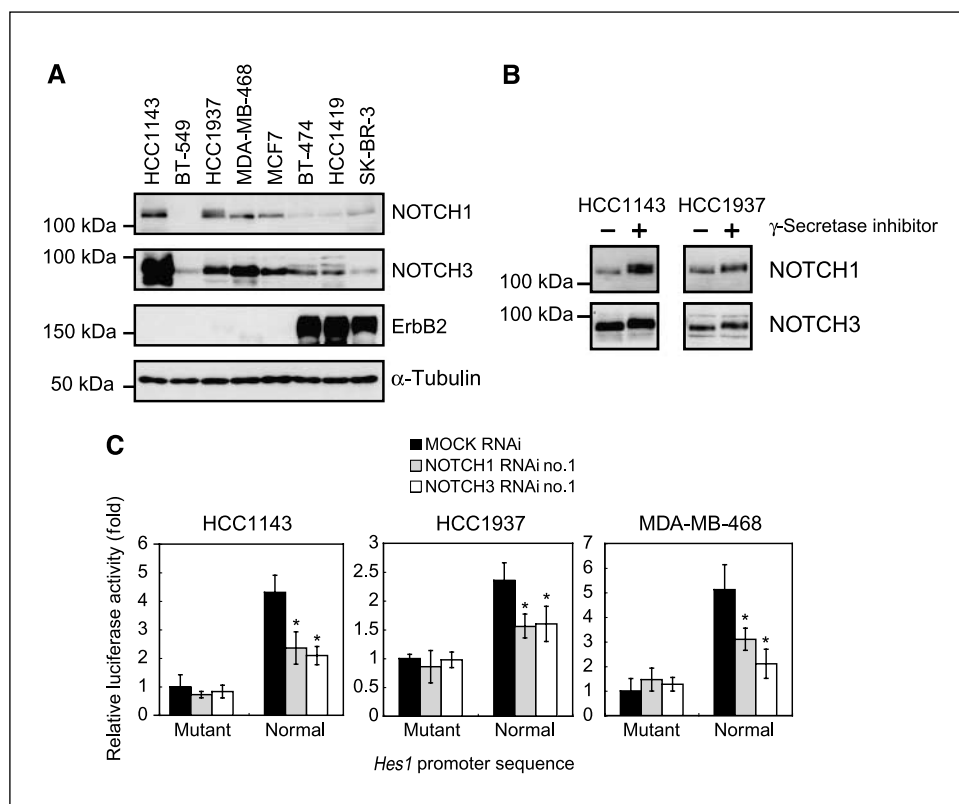 A
HCC1143
BT-549
HCC1937
MDA-MB-468
MCF7
BT-474
HCC1419
SK-BR-3
100 kDa
NOTCH1
100 kDa
NOTCH3
150 kDa
ErbB2
50 kDa
α-Tubulin
B
HCC1143 HCC1937
− + − + γ-Secretase inhibitor
100 kDa
NOTCH1
100 kDa
NOTCH3
C
MOCK RNAi
NOTCH1 RNAi no.1
NOTCH3 RNAi no.1
Relative luciferase activity (fold)
HCC1143
6
5
4
3
2
1
0
* *
Mutant Normal
HCC1937
3
2.5
2
1.5
1
0.5
0
* *
Mutant Normal
MDA-MB-468
7
6
5
4
3
2
1
0
* *
Mutant Normal
Hes1 promoter sequence